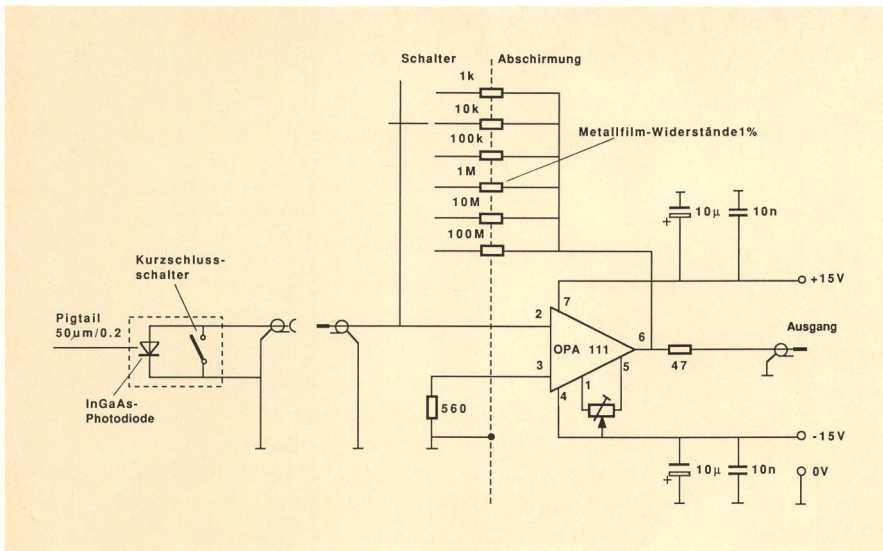 Schalter
Abschirmung
1k
10k
100k
Metallfilm-Widerstände1%
1M
10M
100M
10µ
10n
+
Kurzschluss-
schalter
+15V
Pigtail
50µm/0.2
2
7
6
Ausgang
OPA 111
3
5
47
1
4
InGaAs-
Photodiode
560
-15V
10µ
10n
0V
+